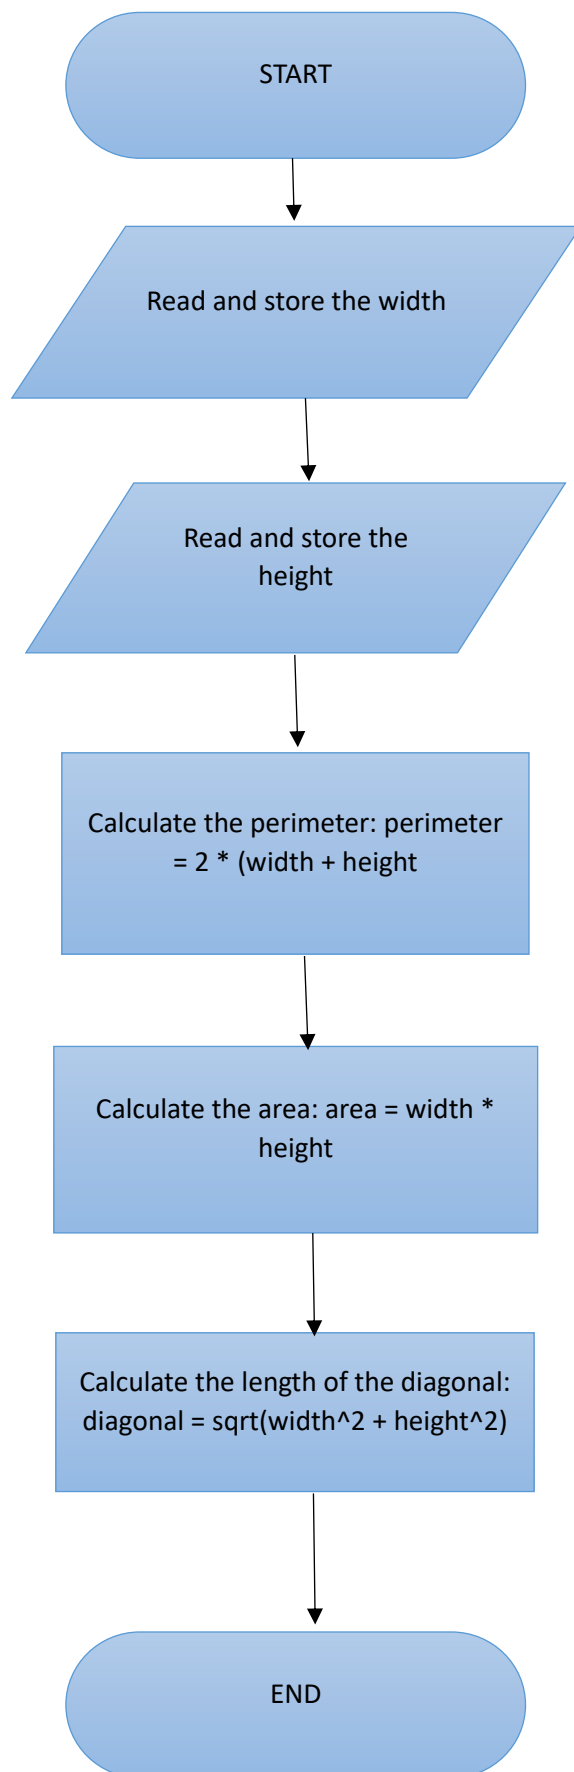 START
Read and store the width
Read and store the
height
Calculate the perimeter: perimeter
= 2 * (width + height
Calculate the area: area = width *
height
Calculate the length of the diagonal:
diagonal = sqrt(width^2 + height^2)
END